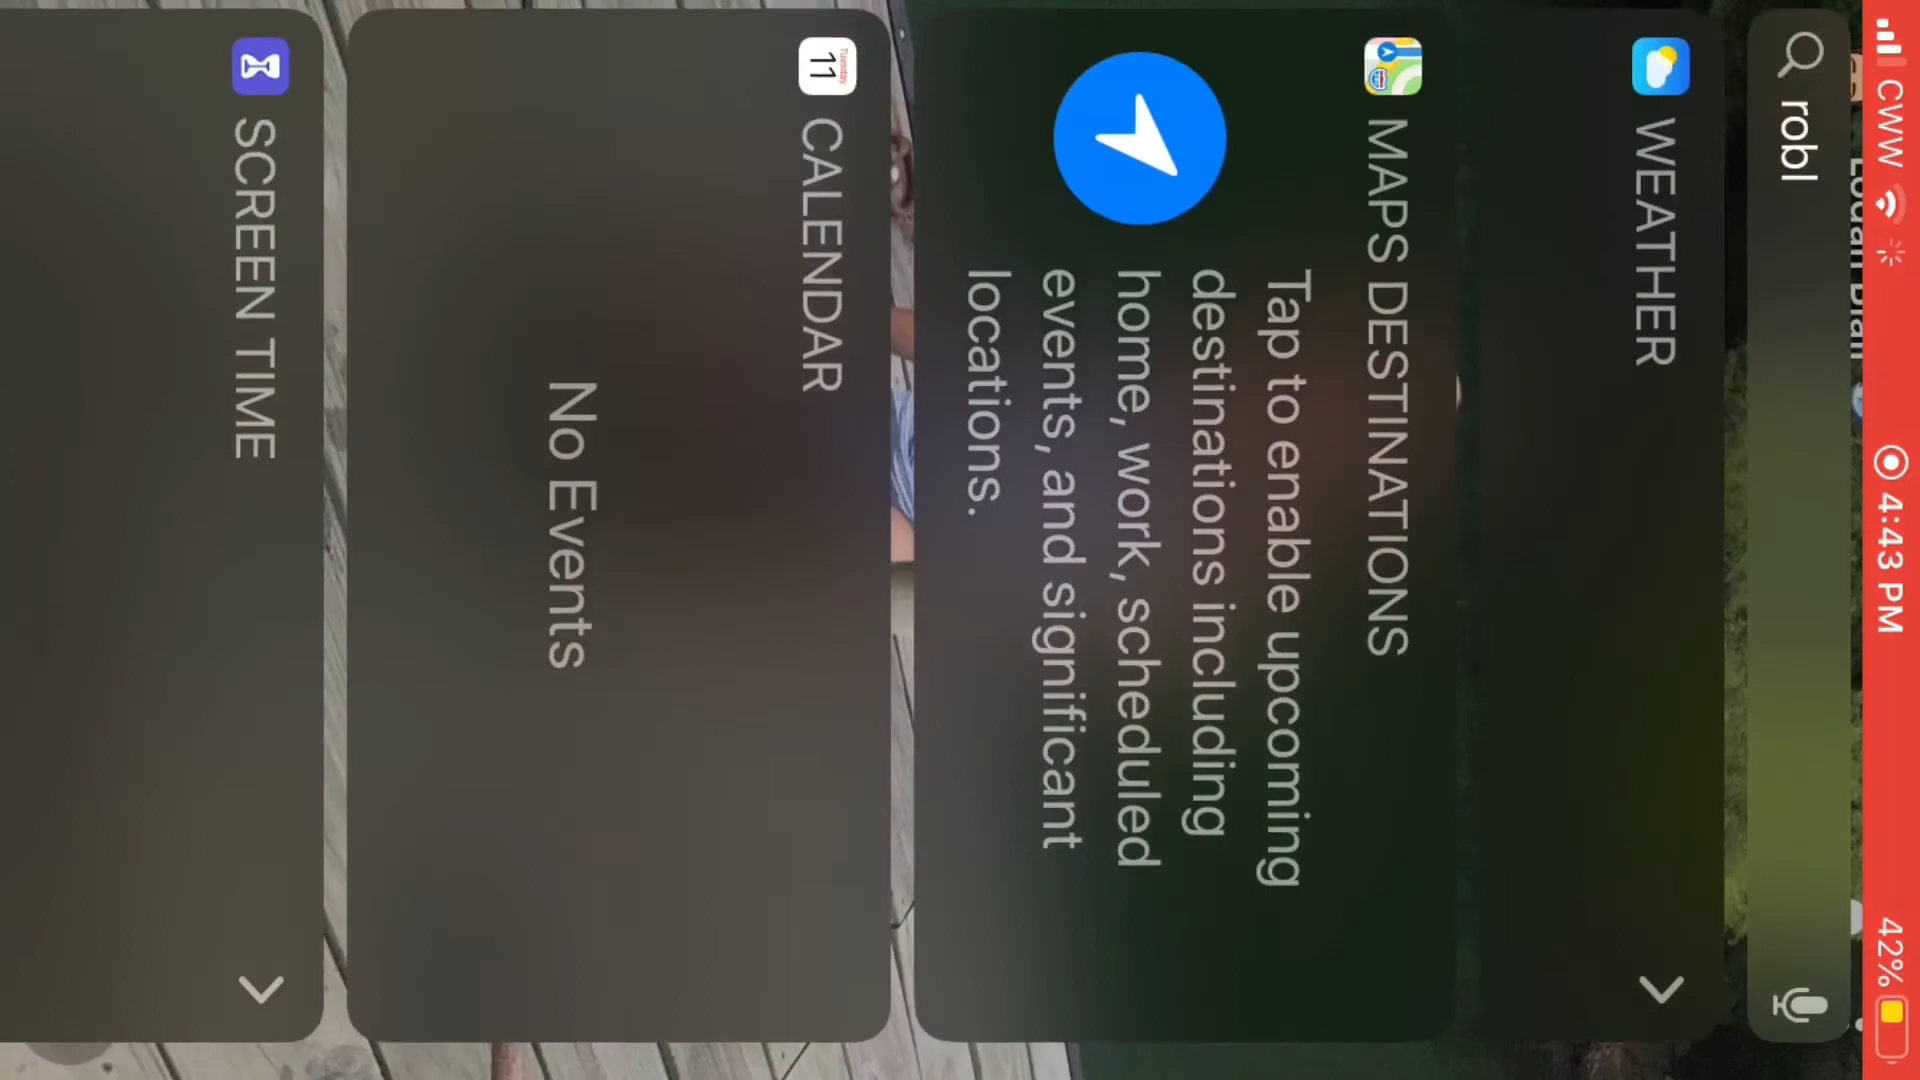 CWW 4:43 PM 42%
robl
WEATHER
MAPS DESTINATIONS
Tap to enable upcoming
destinations including
home, work, scheduled
events, and significant
locations.
Tuesday
11
CALENDAR
No Events
SCREEN TIME